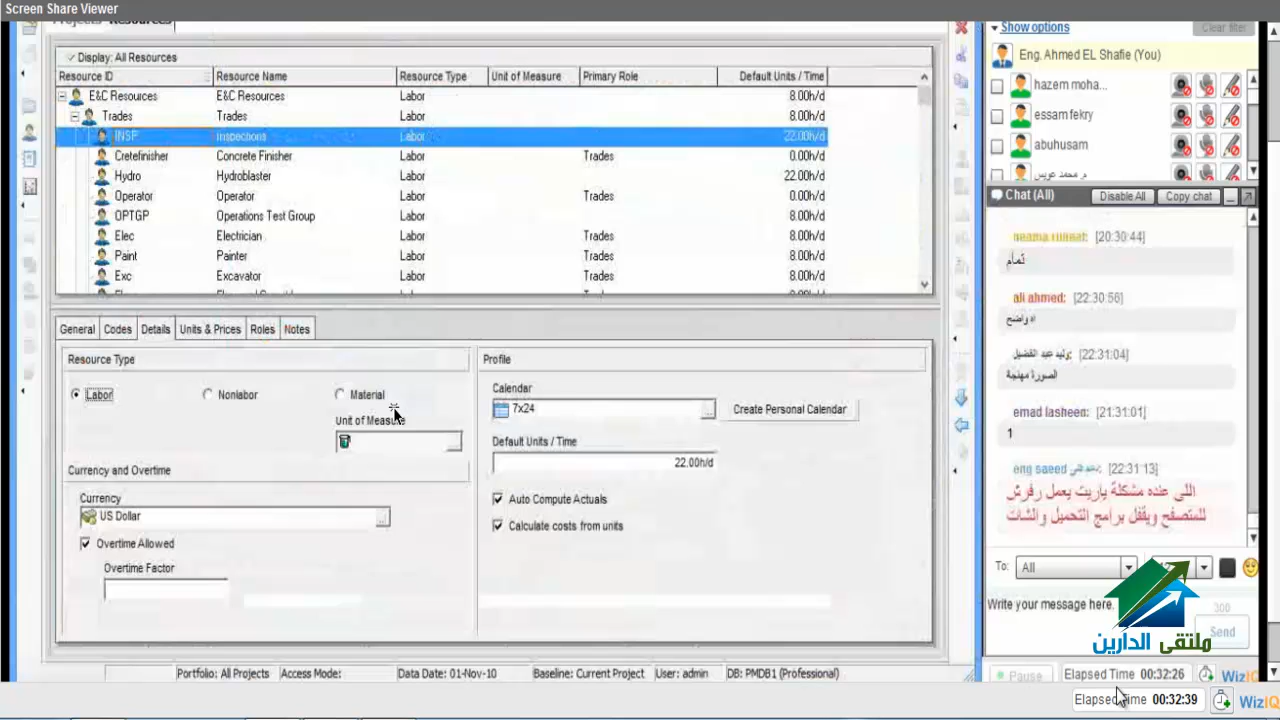 Screen Share Viewer
Projects Resources
Display: All Resources
Resource ID Resource Name Resource Type Unit of Measure Primary Role Default Units / Time
E&C Resources E&C Resources Labor 8.00h/d
Trades Trades Labor 8.00h/d
INSP Inspections Labor 22.00h/d
Cretefinisher Concrete Finisher Labor Trades 0.00h/d
Hydro Hydroblaster Labor 22.00h/d
Operator Operator Labor Trades 0.00h/d
OPTGP Operations Test Group Labor 8.00h/d
Elec Electrician Labor Trades 8.00h/d
Paint Painter Labor Trades 8.00h/d
Exc Excavator Labor Trades 8.00h/d
General Codes Details Units & Prices Roles Notes
Resource Type
Labor Nonlabor Material
Unit of Measure
Currency and Overtime
Currency
US Dollar
Overtime Allowed
Overtime Factor
Profile
Calendar
7x24
Create Personal Calendar
Default Units / Time
22.00h/d
Auto Compute Actuals
Calculate costs from units
Portfolio: All Projects Access Mode: Data Date: 01-Nov-10 Baseline: Current Project User: admin DB: PMDB1 (Professional)
Show options Clear filter
Eng. Ahmed EL Shafie (You)
hazem moha...
essam fekry
abuhusam
د محمد عويس
Chat (All) Disable All Copy chat
[20:30:44]
تمام
ali ahmed: [22:30:56]
اه واضح
وليد عبد الفضيل: [22:31:04]
الصورة مهنجة
emad lasheen: [21:31:01]
1
eng saeed [22:31:13]
اللى عنده مشكلة ياريت يعمل رفرش
للمتصفح ويقفل برامج التحميل والشات
To: All
Write your message here.
300
Send
ملتقى الدارين
Pause Elapsed Time 00:32:26
Elapsed Time 00:32:39
WizIQ